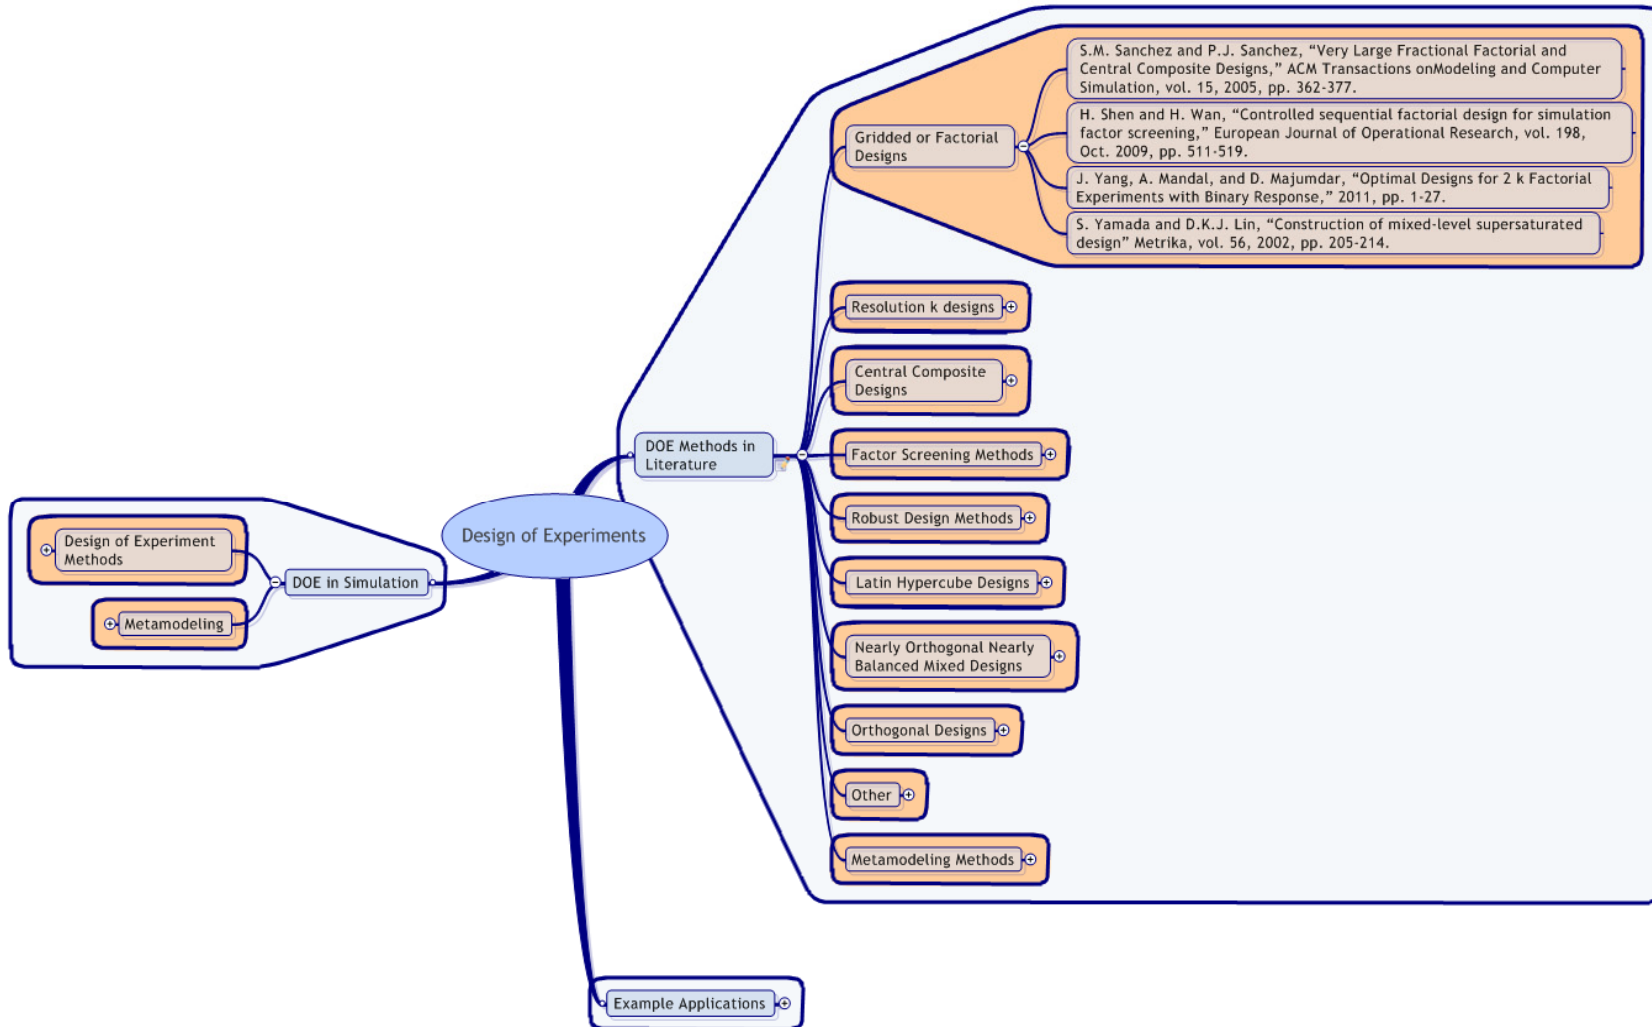 S.M. Sanchez and P.J. Sanchez, “Very Large Fractional Factorial and
Central Composite Designs,” ACM Transactions onModeling and Computer
Simulation, vol. 15, 2005, pp. 362-377.
H. Shen and H. Wan, “Controlled sequential factorial design for simulation
factor screening,” European Journal of Operational Research, vol. 198,
Oct. 2009, pp. 511-519.
Gridded or Factorial
Designs
J. Yang, A. Mandal, and D. Majumdar, “Optimal Designs for 2 k Factorial
Experiments with Binary Response,” 2011, pp. 1-27.
S. Yamada and D.K.J. Lin, “Construction of mixed-level supersaturated
design” Metrika, vol. 56, 2002, pp. 205-214.
Resolution k designs
Central Composite
Designs
DOE Methods in
Literature
Factor Screening Methods
Robust Design Methods
Design of Experiments
Design of Experiment
Methods
DOE in Simulation
Metamodeling
Latin Hypercube Designs
Nearly Orthogonal Nearly
Balanced Mixed Designs
Orthogonal Designs
Other
Metamodeling Methods
Example Applications